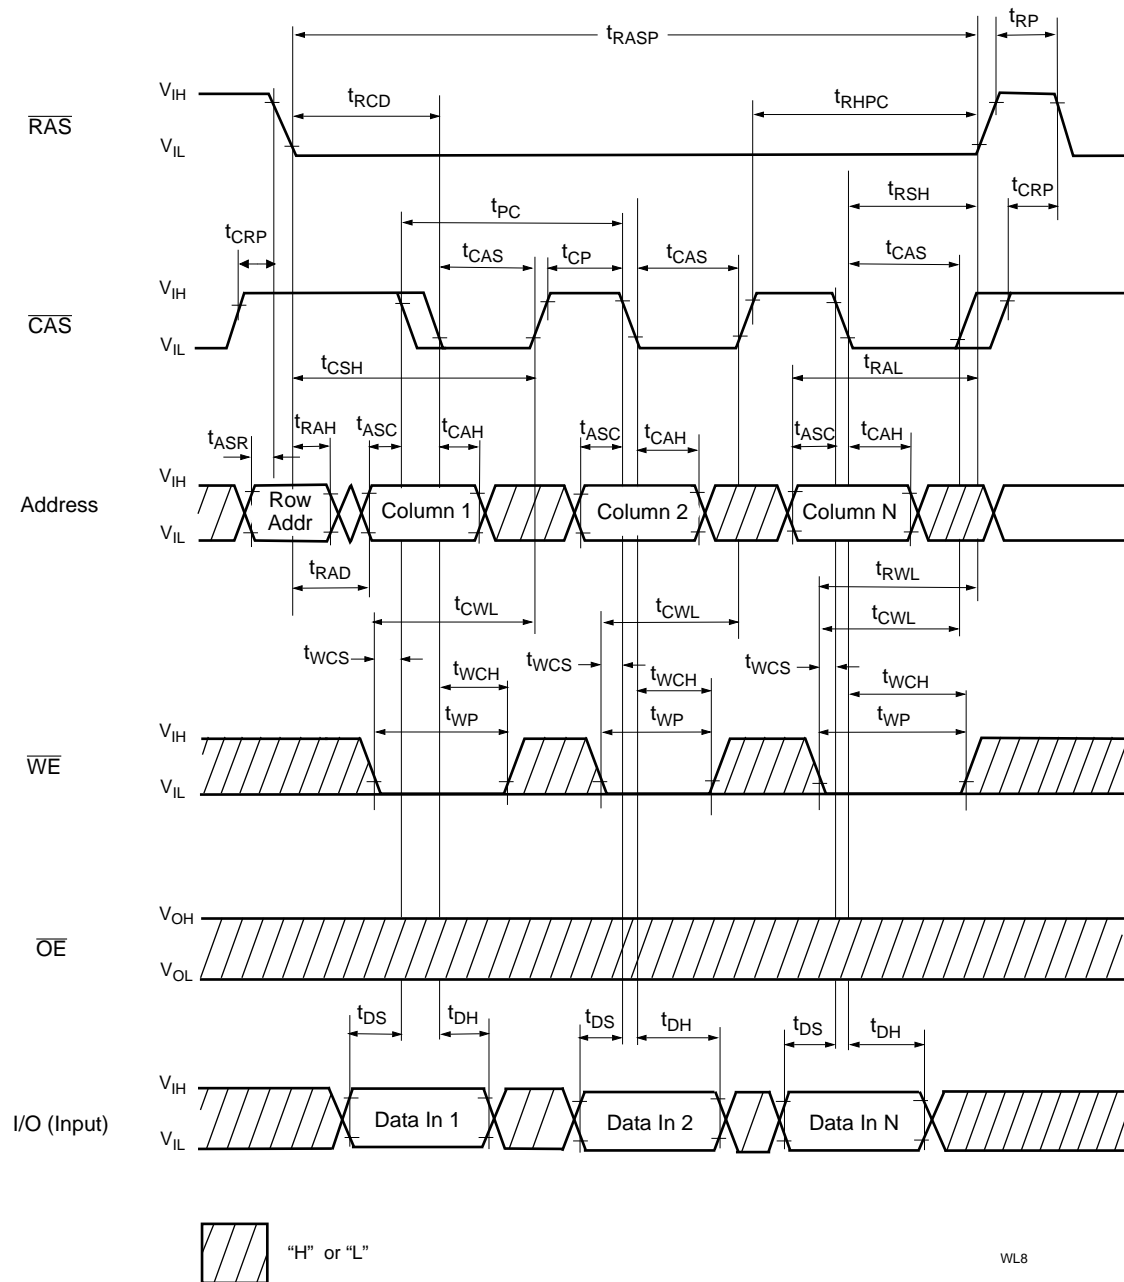 tRASP
tRP
VIH
RAS
VIL
tRCD
tRHPC
tRSH
tCRP
tPC
tCRP
tCAS
tCP
tCAS
tCAS
VIH
CAS
VIL
tCSH
tRAL
tASR
tRAH
tASC
tCAH
tASC
tCAH
tASC
tCAH
VIH
Address
VIL
Row
Addr
Column 1
Column 2
Column N
tRAD
tRWL
tCWL
tCWL
tCWL
tWCS
tWCH
tWCS
tWCH
tWCS
tWCH
tWP
tWP
tWP
VIH
WE
VIL
VOH
OE
VOL
tDS
tDH
tDS
tDH
tDS
tDH
VIH
I/O (Input)
VIL
Data In 1
Data In 2
Data In N
“H” or “L”
WL8